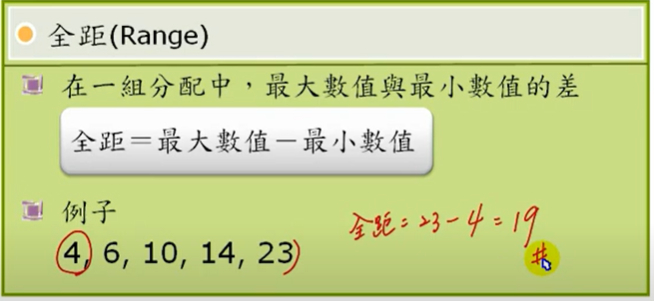 全距(Range)
在一組分配中，最大數值與最小數值的差
全距＝最大數值－最小數值
例子
全距=23-4=19
4, 6, 10, 14, 23
#